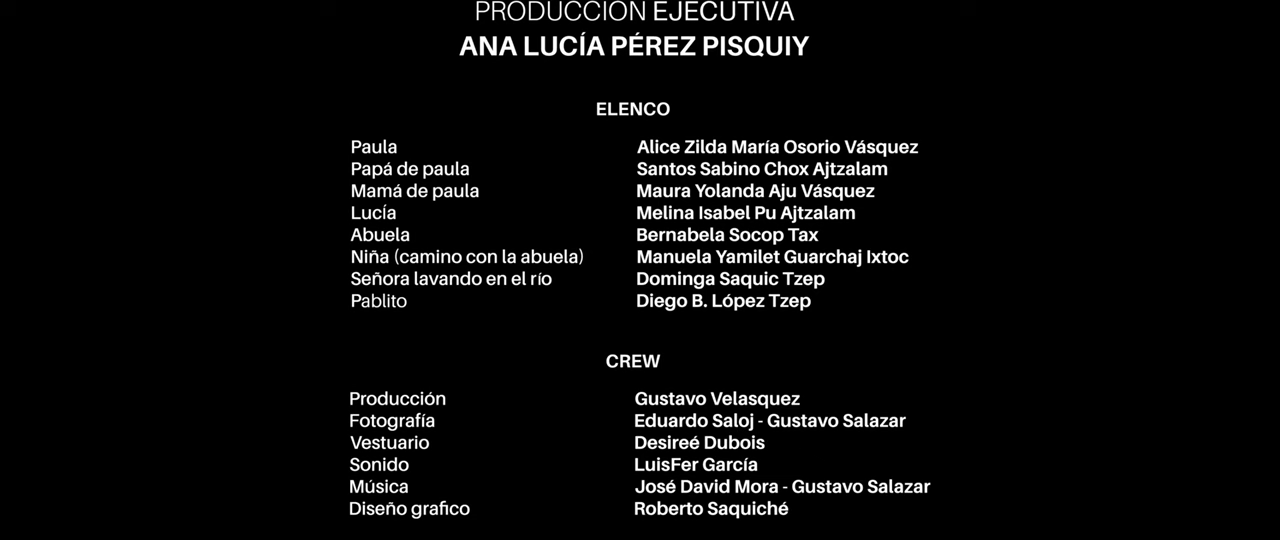 PRODUCCIÓN EJECUTIVA
ANA LUCÍA PÉREZ PISQUIY
ELENCO
Paula Alice Zilda María Osorio Vásquez
Papá de paula Santos Sabino Chox Ajtzalam
Mamá de paula Maura Yolanda Aju Vásquez
Lucía Melina Isabel Pu Ajtzalam
Abuela Bernabela Socop Tax
Niña (camino con la abuela) Manuela Yamilet Guarchaj Ixtoc
Señora lavando en el río Dominga Saquic Tzep
Pablito Diego B. López Tzep
CREW
Producción Gustavo Velasquez
Fotografía Eduardo Saloj - Gustavo Salazar
Vestuario Desireé Dubois
Sonido LuisFer García
Música José David Mora - Gustavo Salazar
Diseño grafico Roberto Saquiché